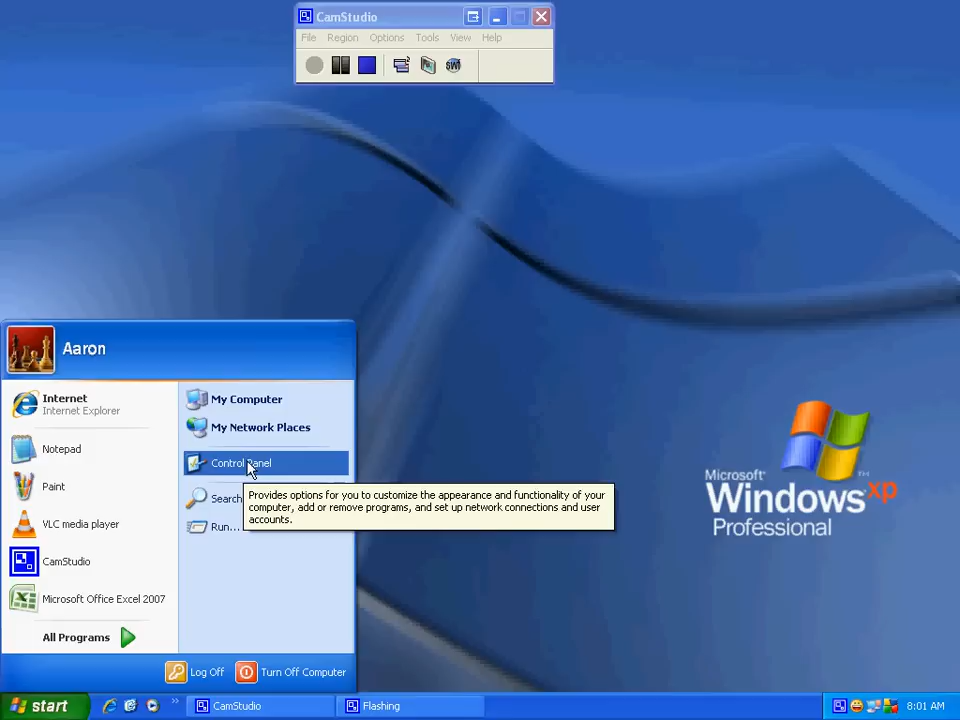 CamStudio
File Region Options Tools View Help
SWF
Microsoft
Windows xp
Professional
Aaron
Internet
Internet Explorer
Notepad
Paint
VLC media player
CamStudio
Microsoft Office Excel 2007
All Programs
My Computer
My Network Places
Control Panel
Search
Run...
Provides options for you to customize the appearance and functionality of your
computer, add or remove programs, and set up network connections and user
accounts.
Log Off
Turn Off Computer
start
CamStudio
Flashing
8:01 AM